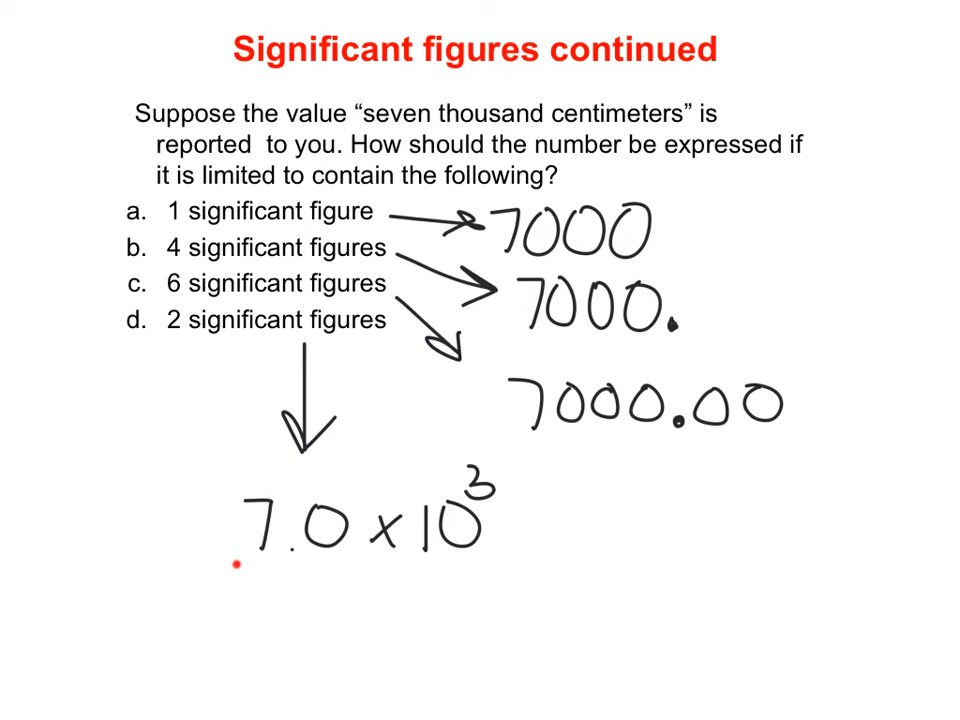 Significant figures continued
Suppose the value “seven thousand centimeters” is
reported to you. How should the number be expressed if
it is limited to contain the following?
a. 1 significant figure 7000
b. 4 significant figures 7000.
c. 6 significant figures 7000.00
d. 2 significant figures
7.0 x 10³